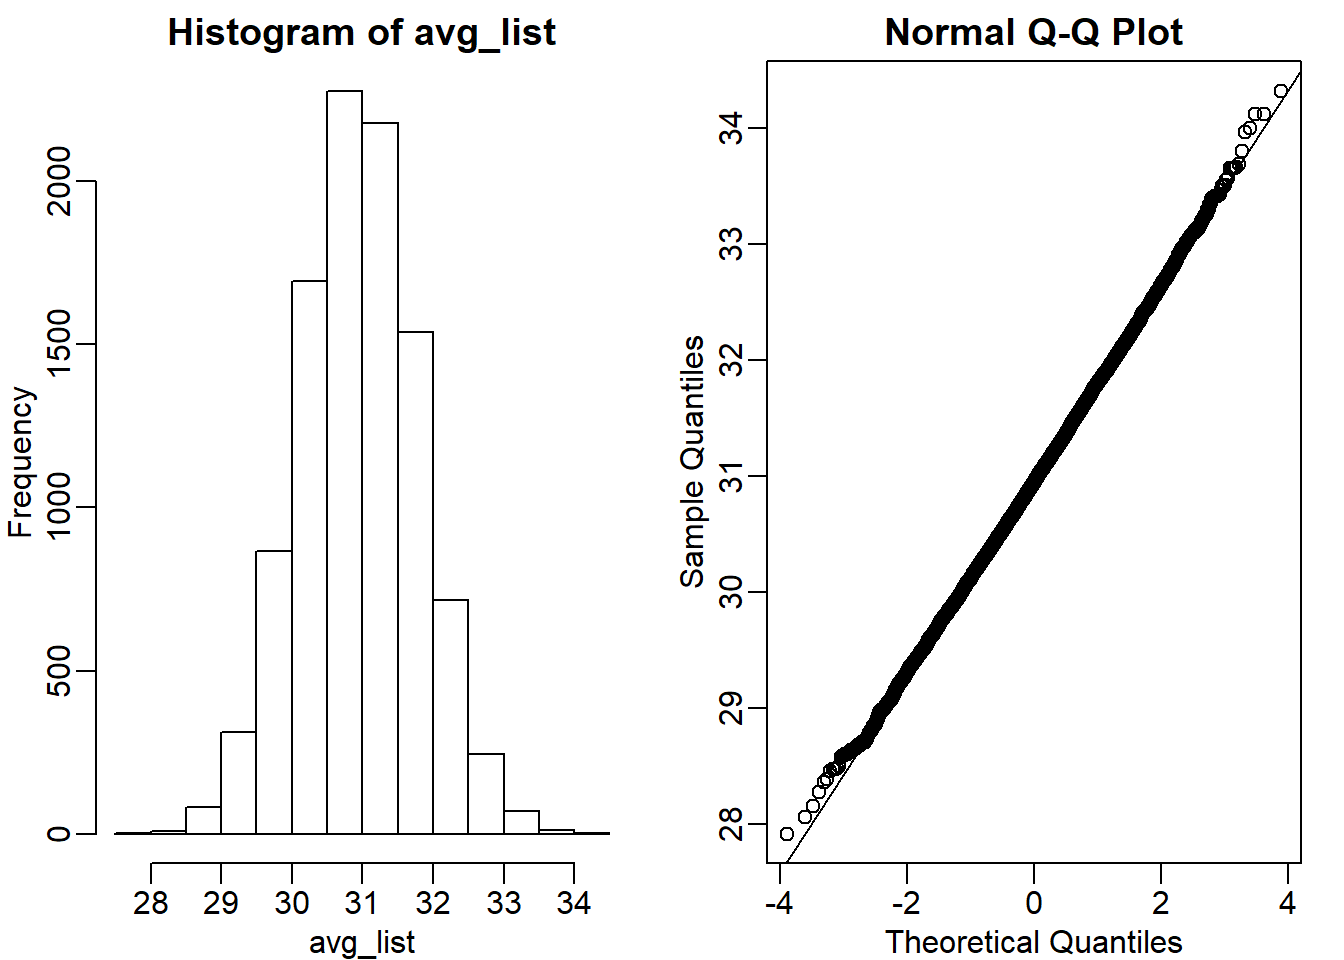 Histogram of avg_list
Frequency
0
500
1000
1500
2000
28 29 30 31 32 33 34
avg_list
Normal Q-Q Plot
Sample Quantiles
28
29
30
31
32
33
34
-4 -2 0 2 4
Theoretical Quantiles